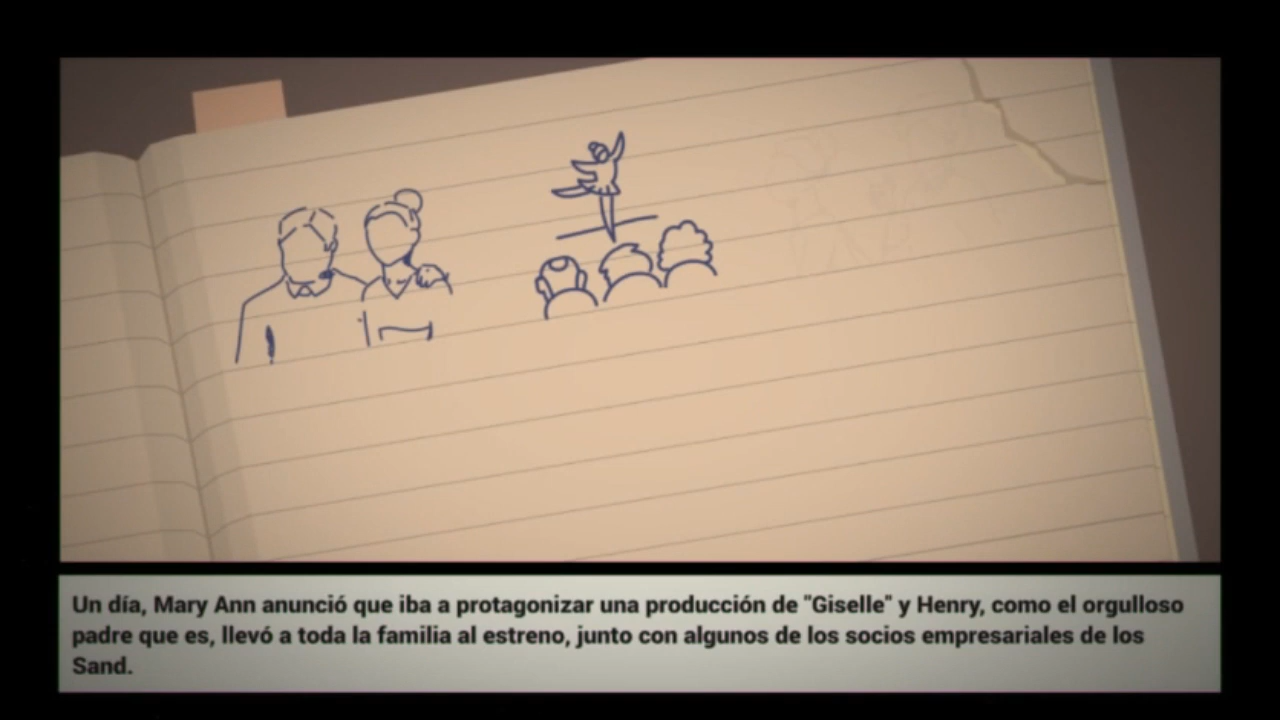 Un día, Mary Ann anunció que iba a protagonizar una producción de "Giselle" y Henry, como el orgulloso
padre que es, llevó a toda la familia al estreno, junto con algunos de los socios empresariales de los
Sand.